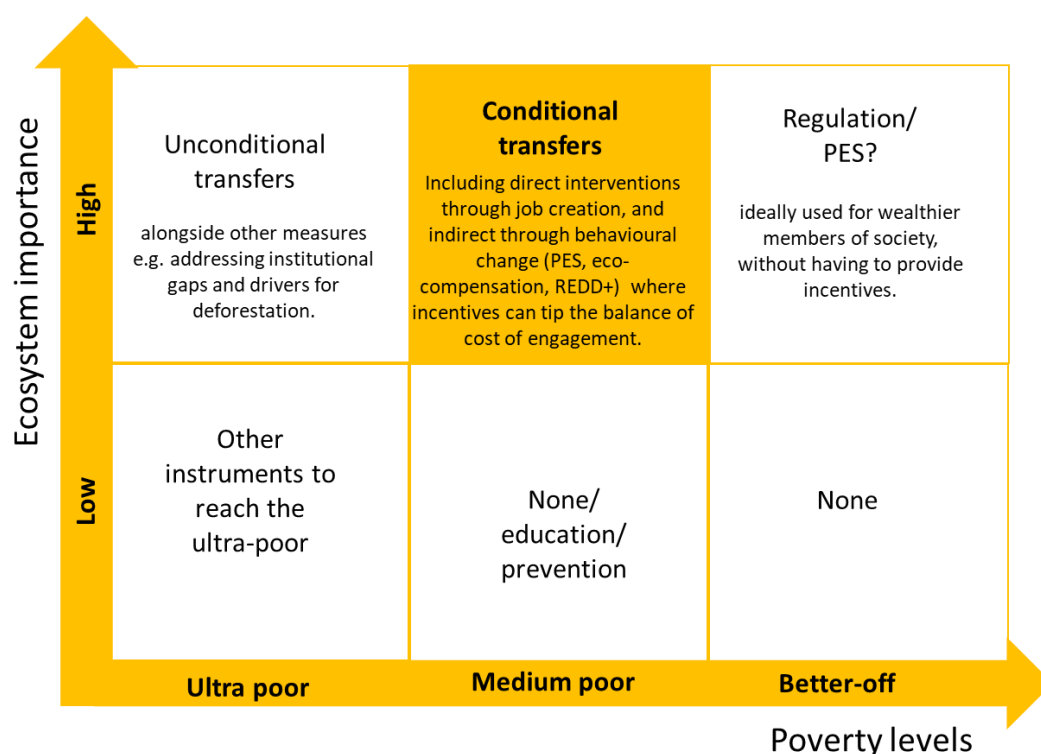 Ecosystem importance
High
Low
Unconditional
transfers
alongside other measures
e.g. addressing institutional
gaps and drivers for
deforestation.
Conditional
transfers
Including direct interventions
through job creation, and
indirect through behavioural
change (PES, eco-
compensation, REDD+) where
incentives can tip the balance of
cost of engagement.
Regulation/
PES?
ideally used for wealthier
members of society,
without having to provide
incentives.
Other
instruments to
reach the
ultra-poor
None/
education/
prevention
None
Ultra poor
Medium poor
Better-off
Poverty levels